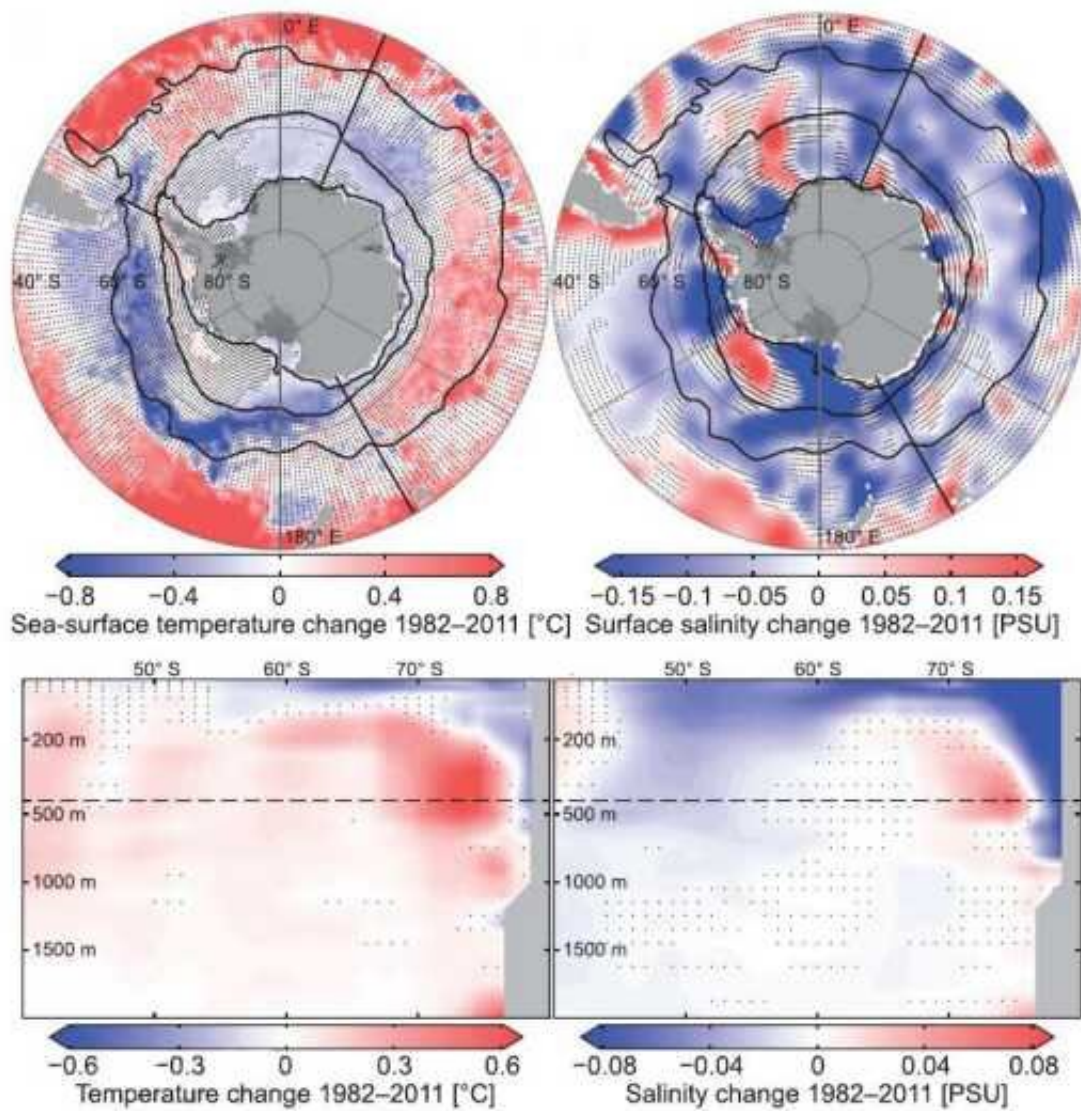 0° E 0° E
40° S 60° S 80° S 40° S 60° S 80° S
180° E 180° E
−0.8 −0.4 0 0.4 0.8 −0.15 −0.1 −0.05 0 0.05 0.1 0.15
Sea-surface temperature change 1982–2011 [°C] Surface salinity change 1982–2011 [PSU]
50° S 60° S 70° S 50° S 60° S 70° S
200 m 200 m
500 m 500 m
1000 m 1000 m
1500 m 1500 m
−0.6 −0.3 0 0.3 0.6 −0.08 −0.04 0 0.04 0.08
Temperature change 1982–2011 [°C] Salinity change 1982–2011 [PSU]